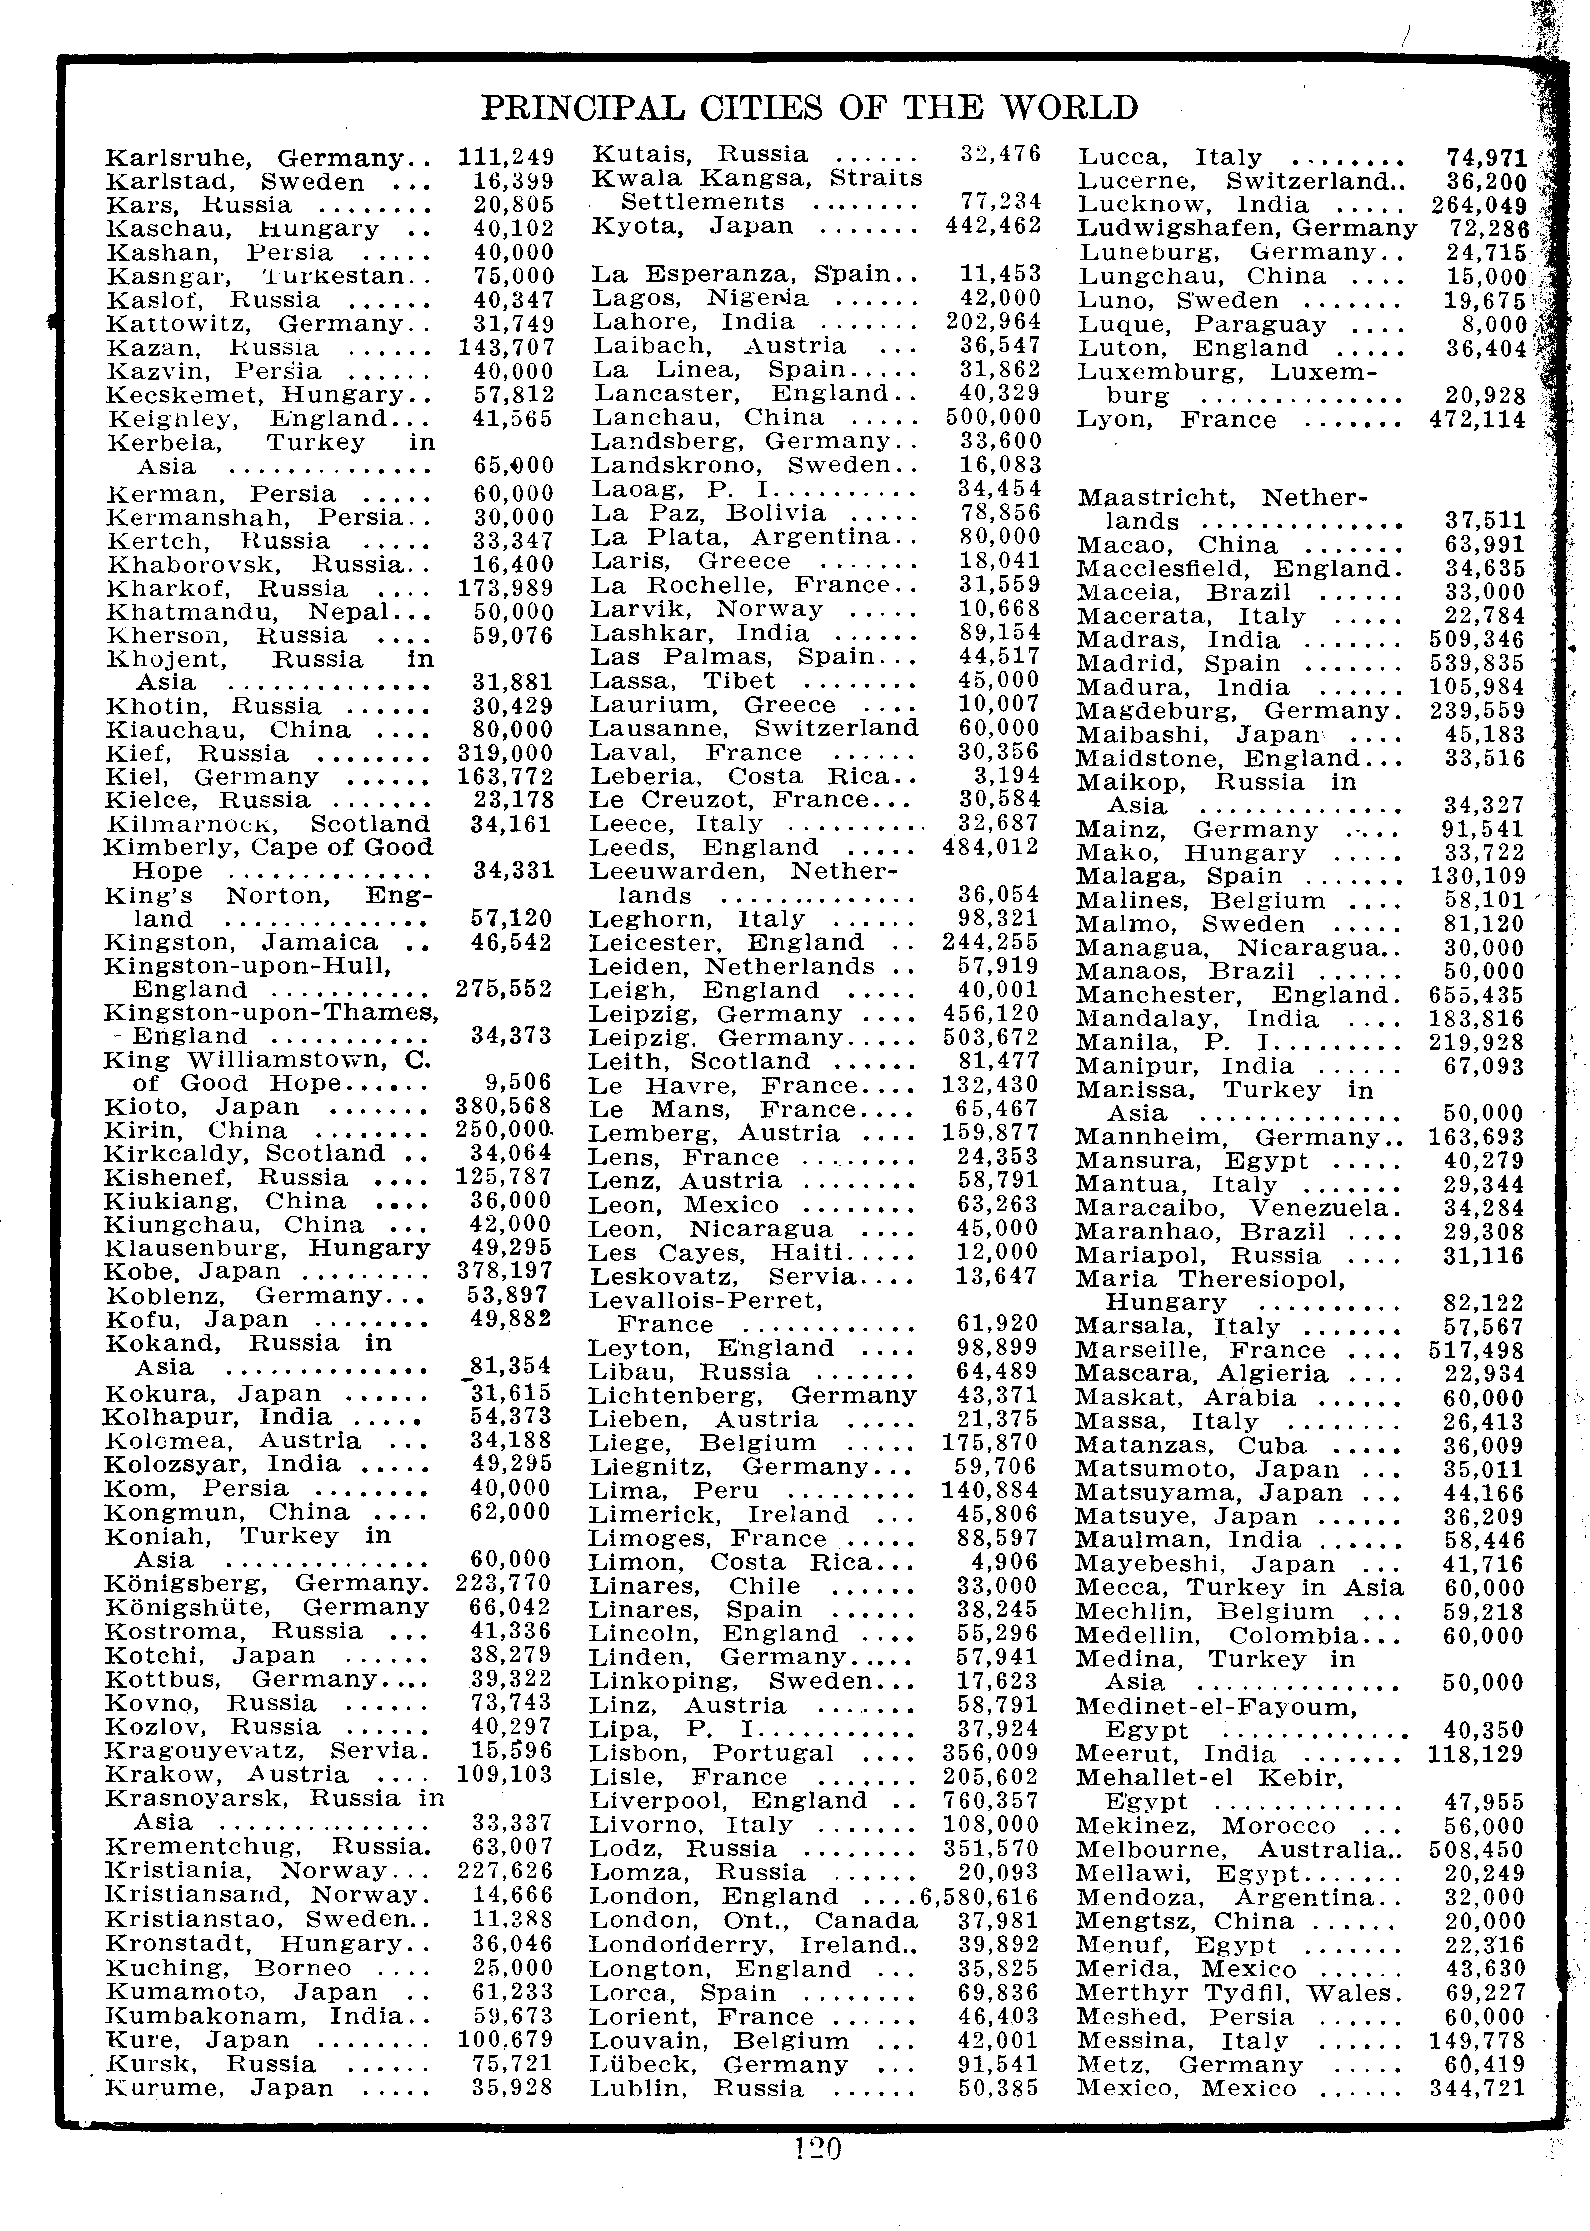 PRINCIPAL CITIES OF THE WORLD
Karlsruhe, Germany.. 111,249
Karlstad, Sweden ... 16,399
Kars, Russia ........ 20,805
Kaschau, Hungary .. 40,102
Kashan, Persia ..... 40,000
Kasngar, Turkestan.. 75,000
Kaslof, Russia ...... 40,347
Kattowitz, Germany.. 31,749
Kazan, Russia ...... 143,707
Kazvin, Persia ...... 40,000
Kecskemet, Hungary.. 57,812
Keighley, England... 41,565
Kerbela, Turkey in
Asia .............. 65,000
Kerman, Persia ..... 60,000
Kermanshah, Persia.. 30,000
Kertch, Russia ..... 33,347
Khaborovsk, Russia.. 16,400
Kharkof, Russia .... 173,989
Khatmandu, Nepal... 50,000
Kherson, Russia .... 59,076
Khojent, Russia in
Asia .............. 31,881
Khotin, Russia ...... 30,429
Kiauchau, China .... 80,000
Kief, Russia ........ 319,000
Kiel, Germany ...... 163,772
Kielce, Russia ....... 23,178
Kilmarnock, Scotland 34,161
Kimberly, Cape of Good
Hope .............. 34,331
King's Norton, Eng-
land .............. 57,120
Kingston, Jamaica .. 46,542
Kingston-upon-Hull,
England ........... 275,552
Kingston-upon-Thames,
England ........... 34,373
King Williamstown, C.
of Good Hope...... 9,506
Kioto, Japan ....... 380,568
Kirin, China ........ 250,000
Kirkcaldy, Scotland .. 34,064
Kishenef, Russia .... 125,787
Kiukiang, China .... 36,000
Kiungchau, China ... 42,000
Klausenburg, Hungary 49,295
Kobe, Japan ......... 378,197
Koblenz, Germany... 53,897
Kofu, Japan ........ 49,882
Kokand, Russia in
Asia .............. 81,354
Kokura, Japan ...... 31,615
Kolhapur, India ..... 54,373
Kolomea, Austria ... 34,188
Kolozsyar, India ..... 49,295
Kom, Persia ........ 40,000
Kongmun, China .... 62,000
Koniah, Turkey in
Asia .............. 60,000
Königsberg, Germany. 223,770
Königshüte, Germany 66,042
Kostroma, Russia ... 41,336
Kotchi, Japan ...... 38,279
Kottbus, Germany.... 39,322
Kovno, Russia ...... 73,743
Kozlov, Russia ...... 40,297
Kragouyevatz, Servia. 15,596
Krakow, Austria .... 109,103
Krasnoyarsk, Russia in
Asia ............... 33,337
Krementchug, Russia. 63,007
Kristiania, Norway... 227,626
Kristiansand, Norway. 14,666
Kristianstao, Sweden.. 11,388
Kronstadt, Hungary.. 36,046
Kuching, Borneo .... 25,000
Kumamoto, Japan .. 61,233
Kumbakonam, India.. 59,673
Kure, Japan ........ 100,679
Kursk, Russia ...... 75,721
Kurume, Japan ..... 35,928
Kutais, Russia ...... 32,476
Kwala Kangsa, Straits
Settlements ........ 77,234
Kyota, Japan ....... 442,462
La Esperanza, Spain.. 11,453
Lagos, Nigeria ...... 42,000
Lahore, India ....... 202,964
Laibach, Austria ... 36,547
La Linea, Spain..... 31,862
Lancaster, England.. 40,329
Lanchau, China ..... 500,000
Landsberg, Germany.. 33,600
Landskrono, Sweden.. 16,083
Laoag, P. I.......... 34,454
La Paz, Bolivia ..... 78,856
La Plata, Argentina.. 80,000
Laris, Greece ....... 18,041
La Rochelle, France.. 31,559
Larvik, Norway ..... 10,668
Lashkar, India ...... 89,154
Las Palmas, Spain... 44,517
Lassa, Tibet ........ 45,000
Laurium, Greece .... 10,007
Lausanne, Switzerland 60,000
Laval, France ...... 30,356
Leberia, Costa Rica.. 3,194
Le Creuzot, France... 30,584
Leece, Italy .......... 32,687
Leeds, England ..... 484,012
Leeuwarden, Nether-
lands .............. 36,054
Leghorn, Italy ...... 98,321
Leicester, England .. 244,255
Leiden, Netherlands .. 57,919
Leigh, England ..... 40,001
Leipzig, Germany .... 456,120
Leipzig, Germany..... 503,672
Leith, Scotland ...... 81,477
Le Havre, France.... 132,430
Le Mans, France.... 65,467
Lemberg, Austria .... 159,877
Lens, France ........ 24,353
Lenz, Austria ........ 58,791
Leon, Mexico ........ 63,263
Leon, Nicaragua .... 45,000
Les Cayes, Haiti..... 12,000
Leskovatz, Servia.... 13,647
Levallois-Perret,
France ............ 61,920
Leyton, England .... 98,899
Libau, Russia ....... 64,489
Lichtenberg, Germany 43,371
Lieben, Austria ..... 21,375
Liege, Belgium ..... 175,870
Liegnitz, Germany... 59,706
Lima, Peru ......... 140,884
Limerick, Ireland ... 45,806
Limoges, France ..... 88,597
Limon, Costa Rica... 4,906
Linares, Chile ...... 33,000
Linares, Spain ...... 38,245
Lincoln, England .... 55,296
Linden, Germany..... 57,941
Linkoping, Sweden... 17,623
Linz, Austria ....... 58,791
Lipa, P. I........... 37,924
Lisbon, Portugal .... 356,009
Lisle, France ....... 205,602
Liverpool, England .. 760,357
Livorno, Italy ....... 108,000
Lodz, Russia ........ 351,570
Lomza, Russia ...... 20,093
London, England ....6,580,616
London, Ont., Canada 37,981
Londonderry, Ireland.. 39,892
Longton, England ... 35,825
Lorca, Spain ........ 69,836
Lorient, France ...... 46,403
Louvain, Belgium ... 42,001
Lübeck, Germany ... 91,541
Lublin, Russia ...... 50,385
Lucca, Italy ........ 74,971
Lucerne, Switzerland.. 36,200
Lucknow, India ..... 264,049
Ludwigshafen, Germany 72,286
Luneburg, Germany.. 24,715
Lungchau, China .... 15,000
Luno, Sweden ....... 19,675
Luque, Paraguay .... 8,000
Luton, England ..... 36,404
Luxemburg, Luxem-
burg .............. 20,928
Lyon, France ....... 472,114
Maastricht, Nether-
lands .............. 37,511
Macao, China ....... 63,991
Macclesfield, England. 34,635
Maceia, Brazil ...... 33,000
Macerata, Italy ..... 22,784
Madras, India ....... 509,346
Madrid, Spain ....... 539,835
Madura, India ...... 105,984
Magdeburg, Germany. 239,559
Maibashi, Japan .... 45,183
Maidstone, England... 33,516
Maikop, Russia in
Asia .............. 34,327
Mainz, Germany .... 91,541
Mako, Hungary ..... 33,722
Malaga, Spain ....... 130,109
Malines, Belgium .... 58,101
Malmo, Sweden ..... 81,120
Managua, Nicaragua.. 30,000
Manaos, Brazil ...... 50,000
Manchester, England. 655,435
Mandalay, India .... 183,816
Manila, P. I......... 219,928
Manipur, India ...... 67,093
Manissa, Turkey in
Asia .............. 50,000
Mannheim, Germany.. 163,693
Mansura, Egypt ..... 40,279
Mantua, Italy ....... 29,344
Maracaibo, Venezuela. 34,284
Maranhao, Brazil .... 29,308
Mariapol, Russia .... 31,116
Maria Theresiopol,
Hungary .......... 82,122
Marsala, Italy ....... 57,567
Marseille, France .... 517,498
Mascara, Algieria .... 22,934
Maskat, Arabia ...... 60,000
Massa, Italy ........ 26,413
Matanzas, Cuba ..... 36,009
Matsumoto, Japan ... 35,011
Matsuyama, Japan ... 44,166
Matsuye, Japan ...... 36,209
Maulman, India ...... 58,446
Mayebeshi, Japan ... 41,716
Mecca, Turkey in Asia 60,000
Mechlin, Belgium ... 59,218
Medellin, Colombia... 60,000
Medina, Turkey in
Asia .............. 50,000
Medinet-el-Fayoum,
Egypt ............. 40,350
Meerut, India ....... 118,129
Mehallet-el Kebir,
Egypt ............. 47,955
Mekinez, Morocco ... 56,000
Melbourne, Australia.. 508,450
Mellawi, Egypt....... 20,249
Mendoza, Argentina.. 32,000
Mengtsz, China ...... 20,000
Menuf, Egypt ....... 22,316
Merida, Mexico ...... 43,630
Merthyr Tydfil, Wales. 69,227
Meshed, Persia ...... 60,000
Messina, Italy ...... 149,778
Metz, Germany ..... 60,419
Mexico, Mexico ...... 344,721
120